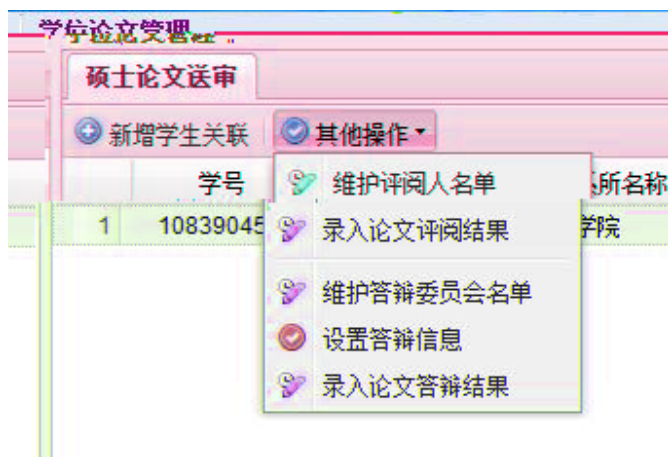 学位论文管理
硕士论文送审
新增学生关联 其他操作
学号 所名称
维护评阅人名单
1 10839045 学院
录入论文评阅结果
维护答辩委员会名单
设置答辩信息
录入论文答辩结果